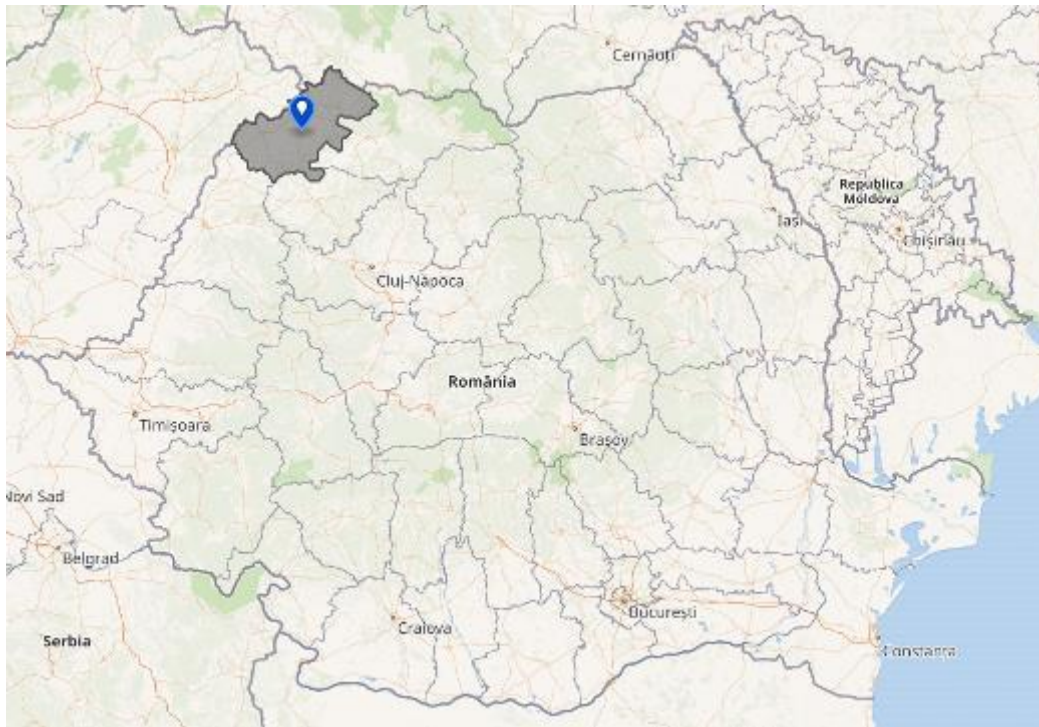 Cernăuți
Republica
Moldova
Iași
Chișinău
Cluj-Napoca
România
Timișoara
Brașov
Novi Sad
Belgrad
București
Craiova
Serbia
Constanța